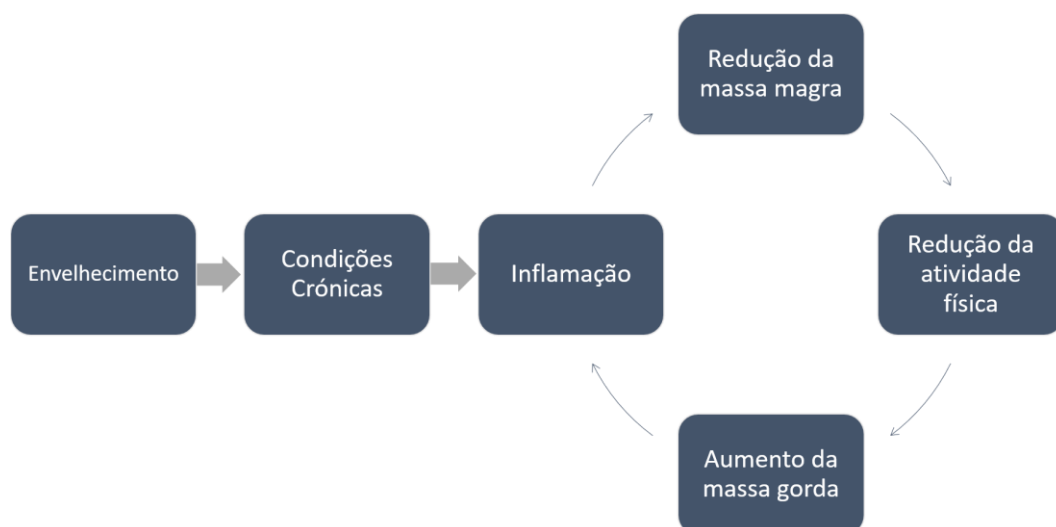 Envelhecimento
Condições
Crónicas
Inflamação
Redução da
massa magra
Redução da
atividade
física
Aumento da
massa gorda